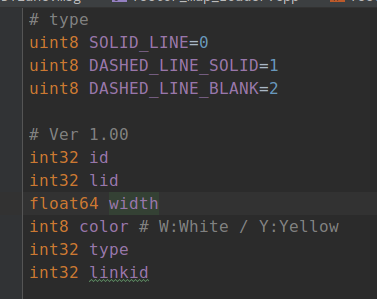 # type
uint8 SOLID_LINE=0
uint8 DASHED_LINE_SOLID=1
uint8 DASHED_LINE_BLANK=2
# Ver 1.00
int32 id
int32 lid
float64 width
int8 color # W:White / Y:Yellow
int32 type
int32 linkid